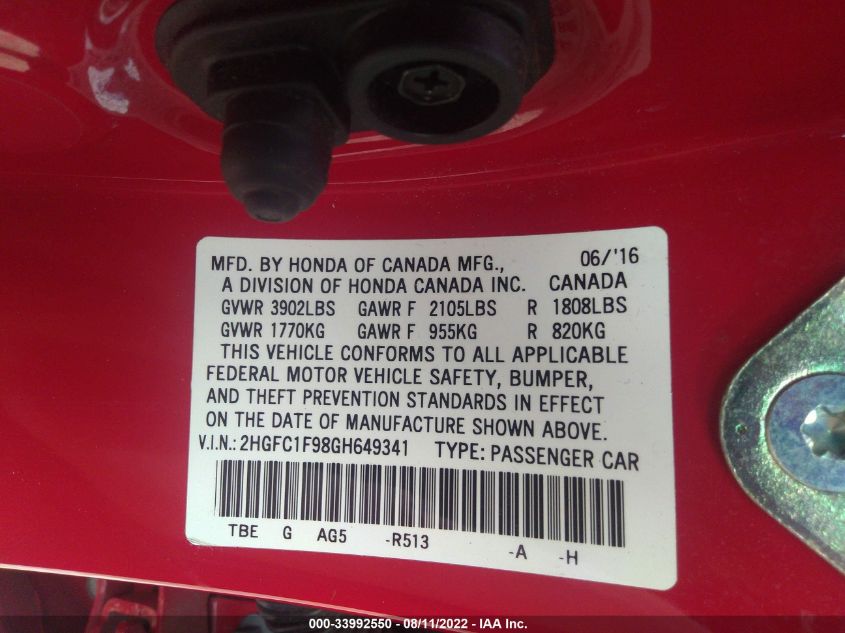 MFD. BY HONDA OF CANADA MFG., 06/'16
A DIVISION OF HONDA CANADA INC. CANADA
GVWR 3902LBS GAWR F 2105LBS R 1808LBS
GVWR 1770KG GAWR F 955KG R 820KG
THIS VEHICLE CONFORMS TO ALL APPLICABLE
FEDERAL MOTOR VEHICLE SAFETY, BUMPER,
AND THEFT PREVENTION STANDARDS IN EFFECT
ON THE DATE OF MANUFACTURE SHOWN ABOVE.
V.I.N.: 2HGFC1F98GH649341 TYPE: PASSENGER CAR
TBE G AG5 -R513 -A -H
000-33992550 - 08/11/2022 - IAA Inc.